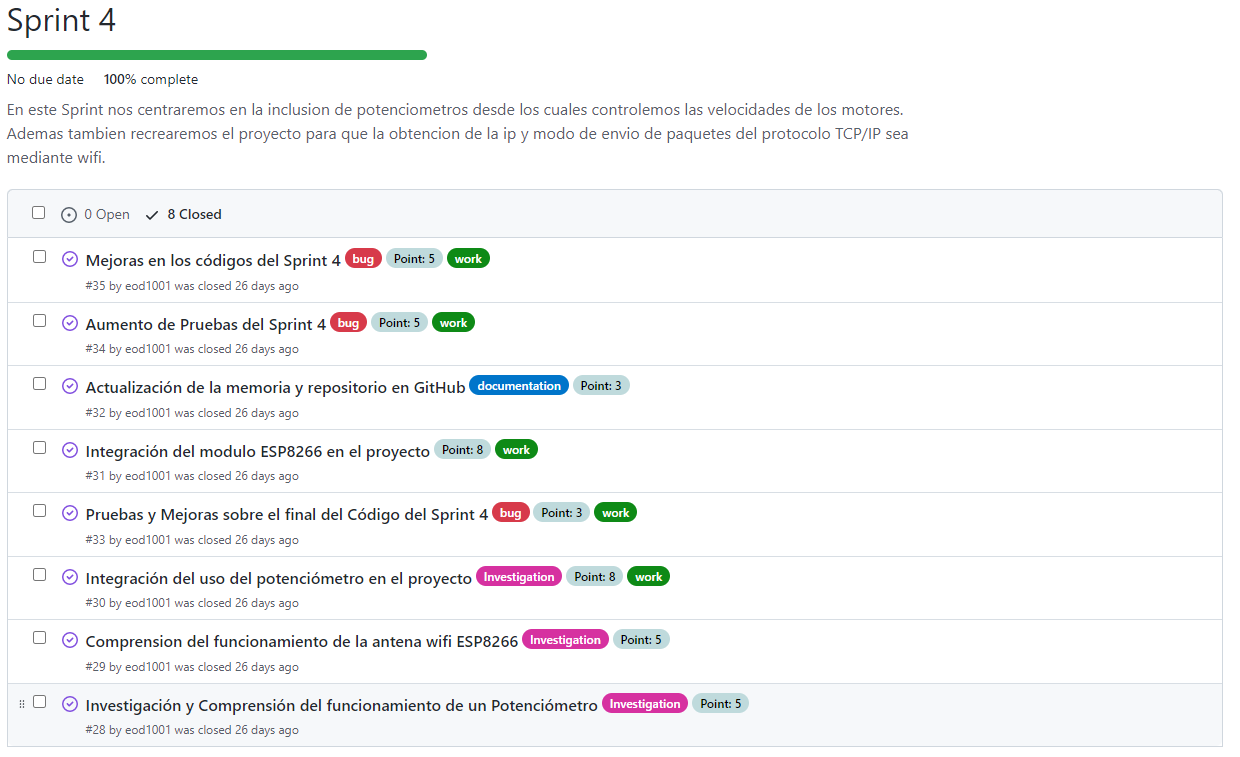 Sprint 4
No due date 100% complete
En este Sprint nos centraremos en la inclusion de potenciometros desde los cuales controlemos las velocidades de los motores.
Ademas tambien recrearemos el proyecto para que la obtencion de la ip y modo de envio de paquetes del protocolo TCP/IP sea
mediante wifi.
0 Open 8 Closed
Mejoras en los códigos del Sprint 4 bug Point: 5 work
#35 by eod1001 was closed 26 days ago
Aumento de Pruebas del Sprint 4 bug Point: 5 work
#34 by eod1001 was closed 26 days ago
Actualización de la memoria y repositorio en GitHub documentation Point: 3
#32 by eod1001 was closed 26 days ago
Integración del modulo ESP8266 en el proyecto Point: 8 work
#31 by eod1001 was closed 26 days ago
Pruebas y Mejoras sobre el final del Código del Sprint 4 bug Point: 3 work
#33 by eod1001 was closed 26 days ago
Integración del uso del potenciómetro en el proyecto Investigation Point: 8 work
#30 by eod1001 was closed 26 days ago
Comprension del funcionamiento de la antena wifi ESP8266 Investigation Point: 5
#29 by eod1001 was closed 26 days ago
Investigación y Comprensión del funcionamiento de un Potenciómetro Investigation Point: 5
#28 by eod1001 was closed 26 days ago